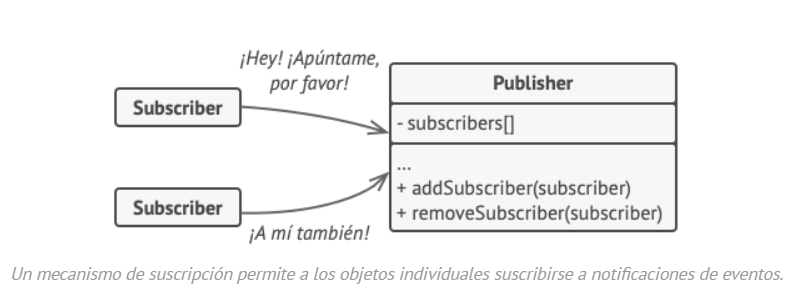 ¡Hey! ¡Apúntame,
por favor!
Subscriber
Publisher
- subscribers[]
...
+ addSubscriber(subscriber)
+ removeSubscriber(subscriber)
Subscriber
¡A mí también!
Un mecanismo de suscripción permite a los objetos individuales suscribirse a notificaciones de eventos.